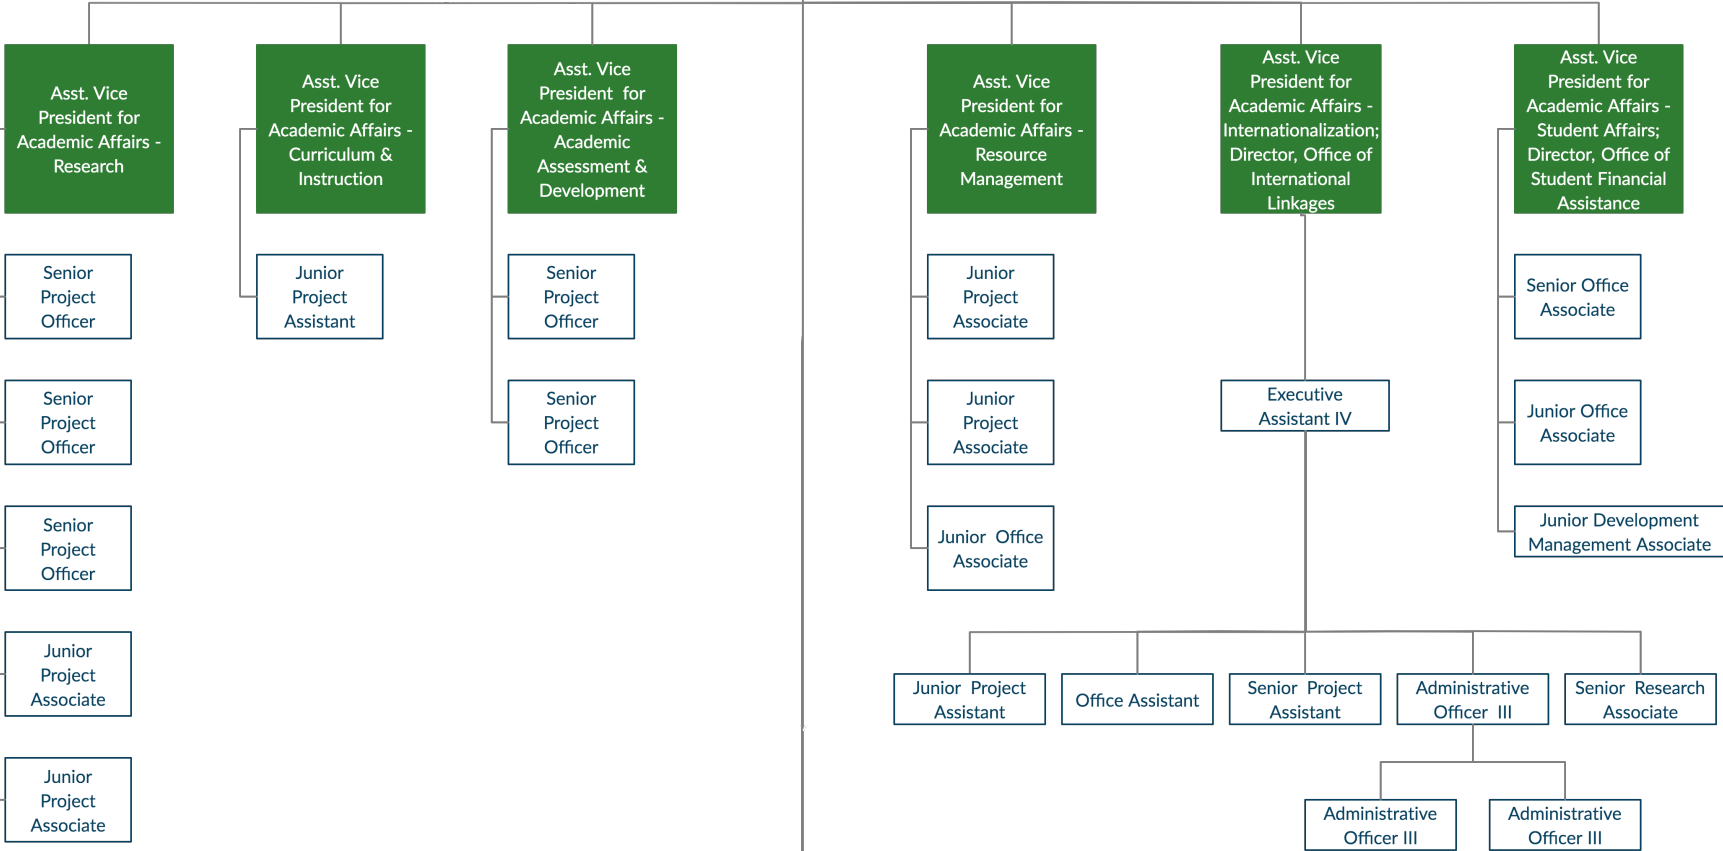 Asst. Vice
President for
Academic Affairs -
Research
Asst. Vice
President for
Academic Affairs -
Curriculum &
Instruction
Asst. Vice
President for
Academic Affairs -
Academic
Assessment &
Development
Asst. Vice
President for
Academic Affairs -
Resource
Management
Asst. Vice
President for
Academic Affairs -
Internationalization;
Director, Office of
International
Linkages
Asst. Vice
President for
Academic Affairs -
Student Affairs;
Director, Office of
Student Financial
Assistance
Senior
Project
Officer
Junior
Project
Assistant
Senior
Project
Officer
Junior
Project
Associate
Senior Office
Associate
Senior
Project
Officer
Senior
Project
Officer
Junior
Project
Associate
Executive
Assistant IV
Junior Office
Associate
Senior
Project
Officer
Junior Office
Associate
Junior Development
Management Associate
Junior
Project
Associate
Junior Project
Assistant
Office Assistant
Senior Project
Assistant
Administrative
Officer III
Senior Research
Associate
Junior
Project
Associate
Administrative
Officer III
Administrative
Officer III